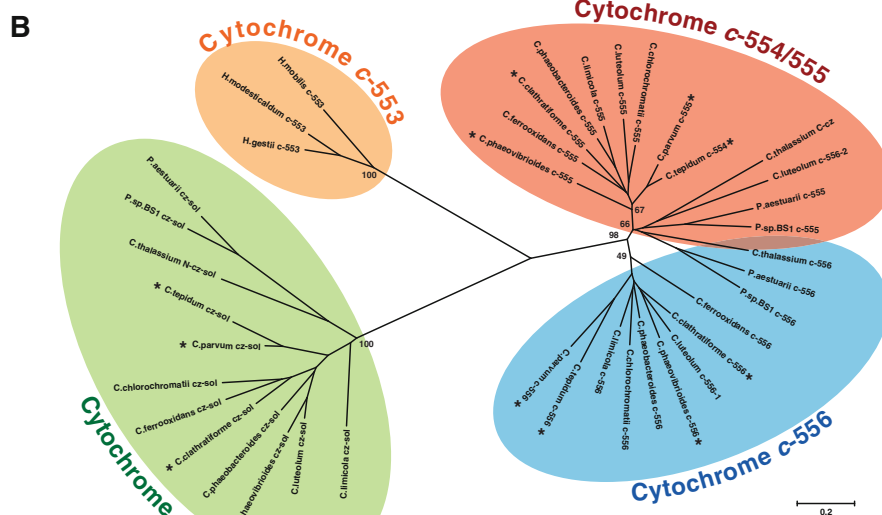 B
Cytochrome c-553
H.mobilis c-553
H.modesticaldum c-553
H.gestii c-553
100
Cytochrome c-554/555
C.chlorochromatii c-555
C.luteolum c-555
C.limicola c-555
C.phaeobacteroides c-555
* C.clathratiforme c-555
C.ferrooxidans c-555
* C.phaeovibrioides c-555
C.parvum c-555 *
C.tepidum c-554 *
C.thalassium C-cz
C.luteolum c-556-2
P.aestuarii c-555
P.sp.BS1 c-555
67
66
98
49
C.thalassium c-556
P.aestuarii c-556
P.sp.BS1 c-556
C.ferrooxidans c-556
C.clathratiforme c-556 *
C.luteolum c-556-1
C.phaeovibrioides c-556 *
C.phaeobacteroides c-556
C.chlorochromatii c-556
C.limicola c-556
C.tepidum c-556 *
C.parvum c-556 *
Cytochrome c-556
P.aestuarii cz-sol
P.sp.BS1 cz-sol
C.thalassium N-cz-sol
* C.tepidum cz-sol
* C.parvum cz-sol
C.chlorochromatii cz-sol
C.ferrooxidans cz-sol
* C.clathratiforme cz-sol
C.phaeobacteroides cz-sol
haeovibrioides cz-sol
C.luteolum cz-sol
C.limicola cz-sol
100
Cytochrome
0.2